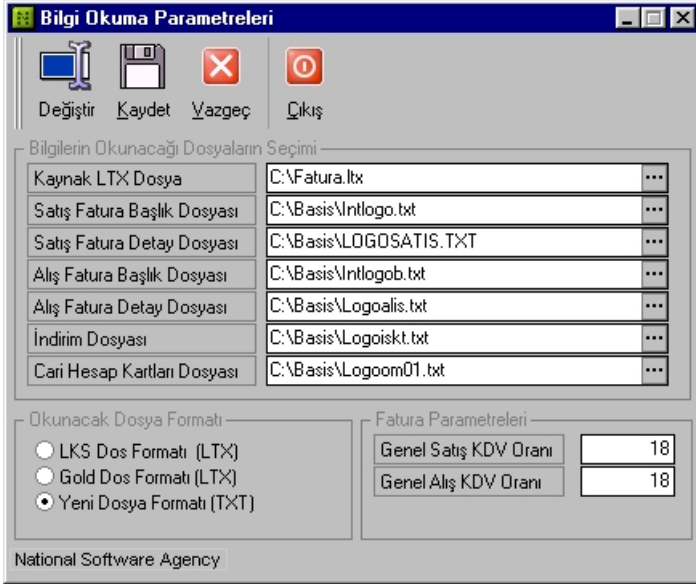 Bilgi Okuma Parametreleri
Değiştir Kaydet Vazgeç Çıkış
Bilgilerin Okunacağı Dosyaların Seçimi
Kaynak LTX Dosya C:\Fatura.ltx ...
Satış Fatura Başlık Dosyası C:\Basis\Intlogo.txt ...
Satış Fatura Detay Dosyası C:\Basis\LOGOSATIS.TXT ...
Alış Fatura Başlık Dosyası C:\Basis\Intlogob.txt ...
Alış Fatura Detay Dosyası C:\Basis\Logoalis.txt ...
İndirim Dosyası C:\Basis\Logoiskt.txt ...
Cari Hesap Kartları Dosyası C:\Basis\Logoom01.txt ...
Okunacak Dosya Formatı
LKS Dos Formatı (LTX)
Gold Dos Formatı (LTX)
Yeni Dosya Formatı (TXT)
Fatura Parametreleri
Genel Satış KDV Oranı 18
Genel Alış KDV Oranı 18
National Software Agency